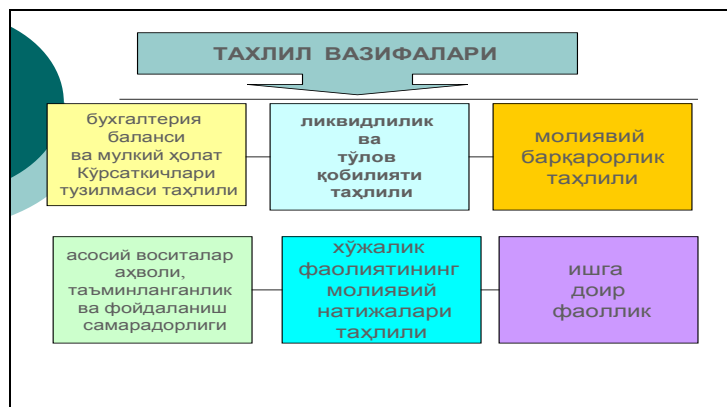 ТАХЛИЛ ВАЗИФАЛАРИ
бухгалтерия
баланси
ва мулкий ҳолат
Кўрсаткичлари
тузилмаси таҳлили
ликвидлилик
ва
тўлов
қобилияти
таҳлили
молиявий
барқарорлик
таҳлили
асосий воситалар
аҳволи,
таъминланганлик
ва фойдаланиш
самарадорлиги
хўжалик
фаолиятининг
молиявий
натижалари
таҳлили
ишга
доир
фаоллик